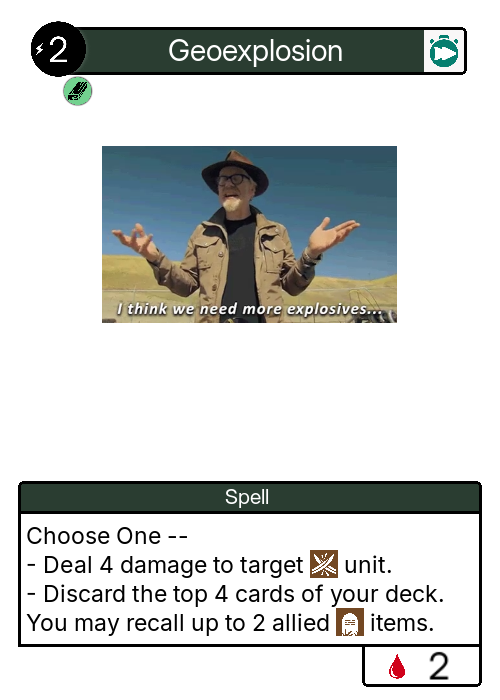 2
Geoexplosion
I think we need more explosives...
Spell
Choose One --
- Deal 4 damage to target unit.
- Discard the top 4 cards of your deck.
You may recall up to 2 allied items.
2